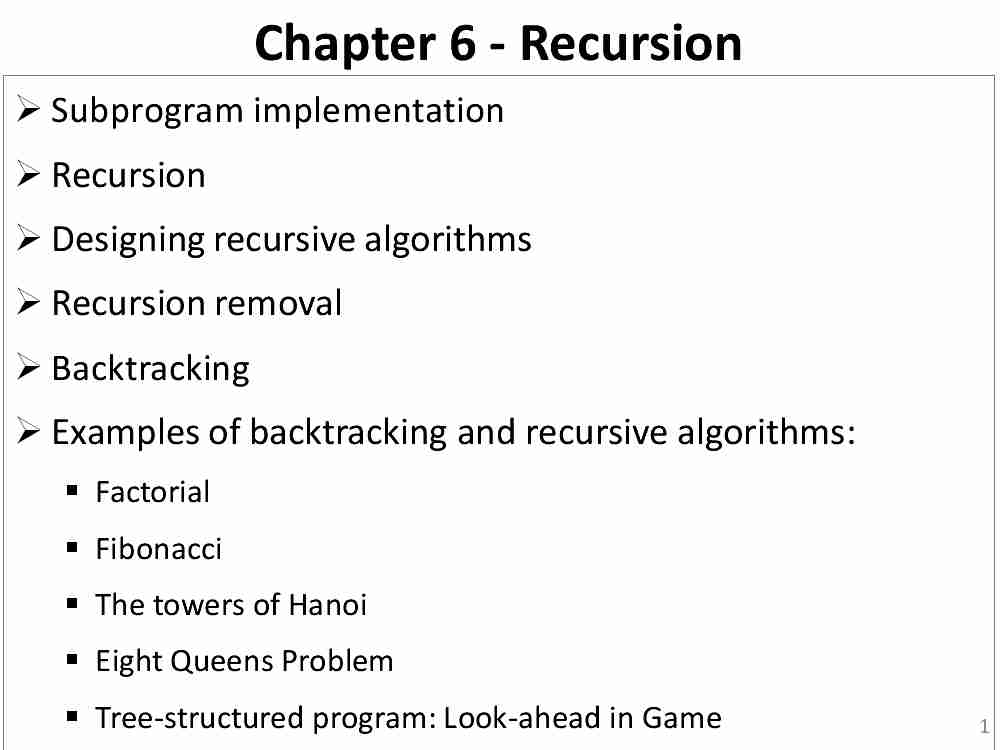 Chapter 6 - Recursion
➢ Subprogram implementation
➢ Recursion
➢ Designing recursive algorithms
➢ Recursion removal
➢ Backtracking
➢ Examples of backtracking and recursive algorithms:
▪ Factorial
▪ Fibonacci
▪ The towers of Hanoi
▪ Eight Queens Problem
▪ Tree-structured program: Look-ahead in Game
1